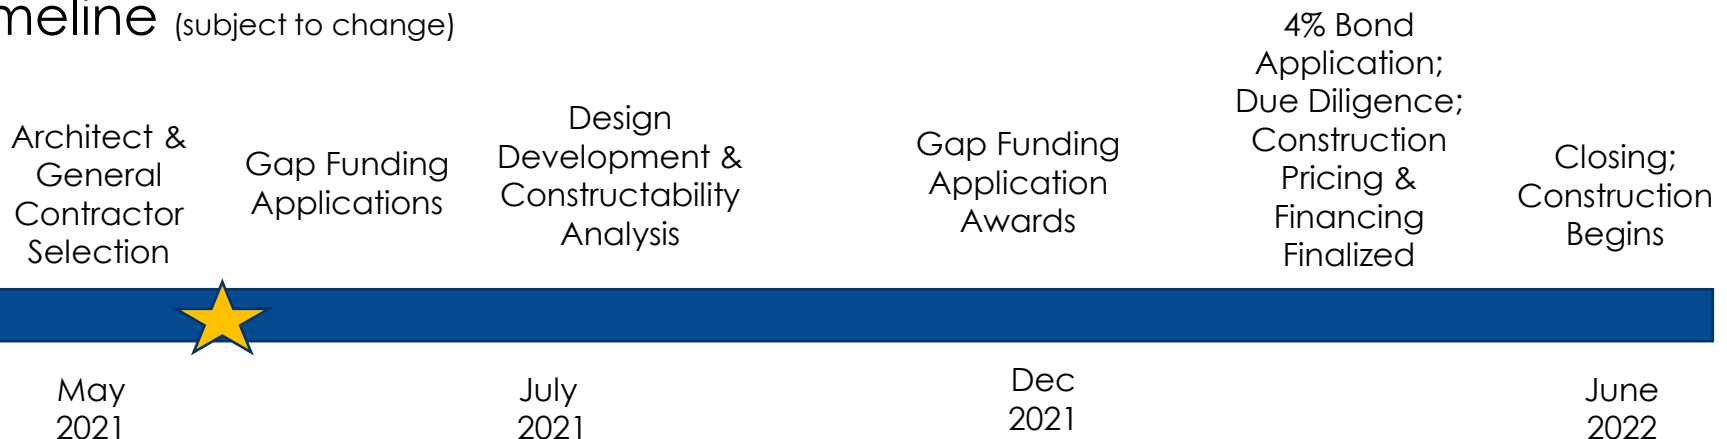 meline (subject to change)
Architect &
General
Contractor
Selection
Gap Funding
Applications
Design
Development &
Constructability
Analysis
Gap Funding
Application
Awards
4% Bond
Application;
Due Diligence;
Construction
Pricing &
Financing
Finalized
Closing;
Construction
Begins
May
2021
July
2021
Dec
2021
June
2022